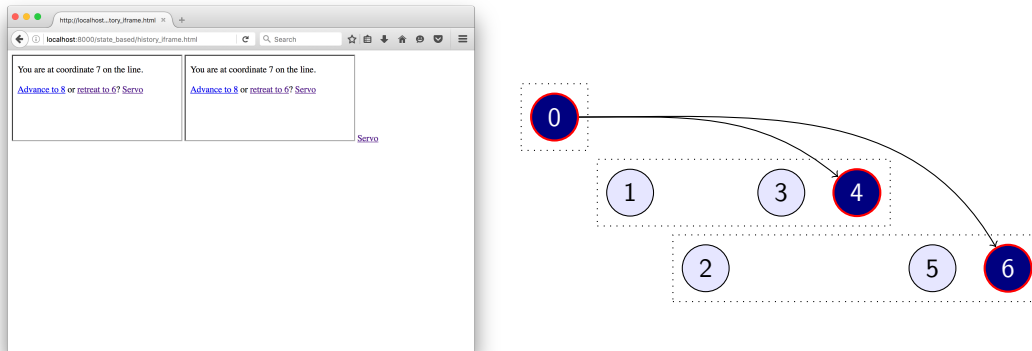 http://localhost...tory_iframe.html × +
localhost:8000/state_based/history_iframe.html
Search
You are at coordinate 7 on the line.
Advance to 8 or retreat to 6? Servo
You are at coordinate 7 on the line.
Advance to 8 or retreat to 6? Servo
Servo
0
1 3 4
2 5 6